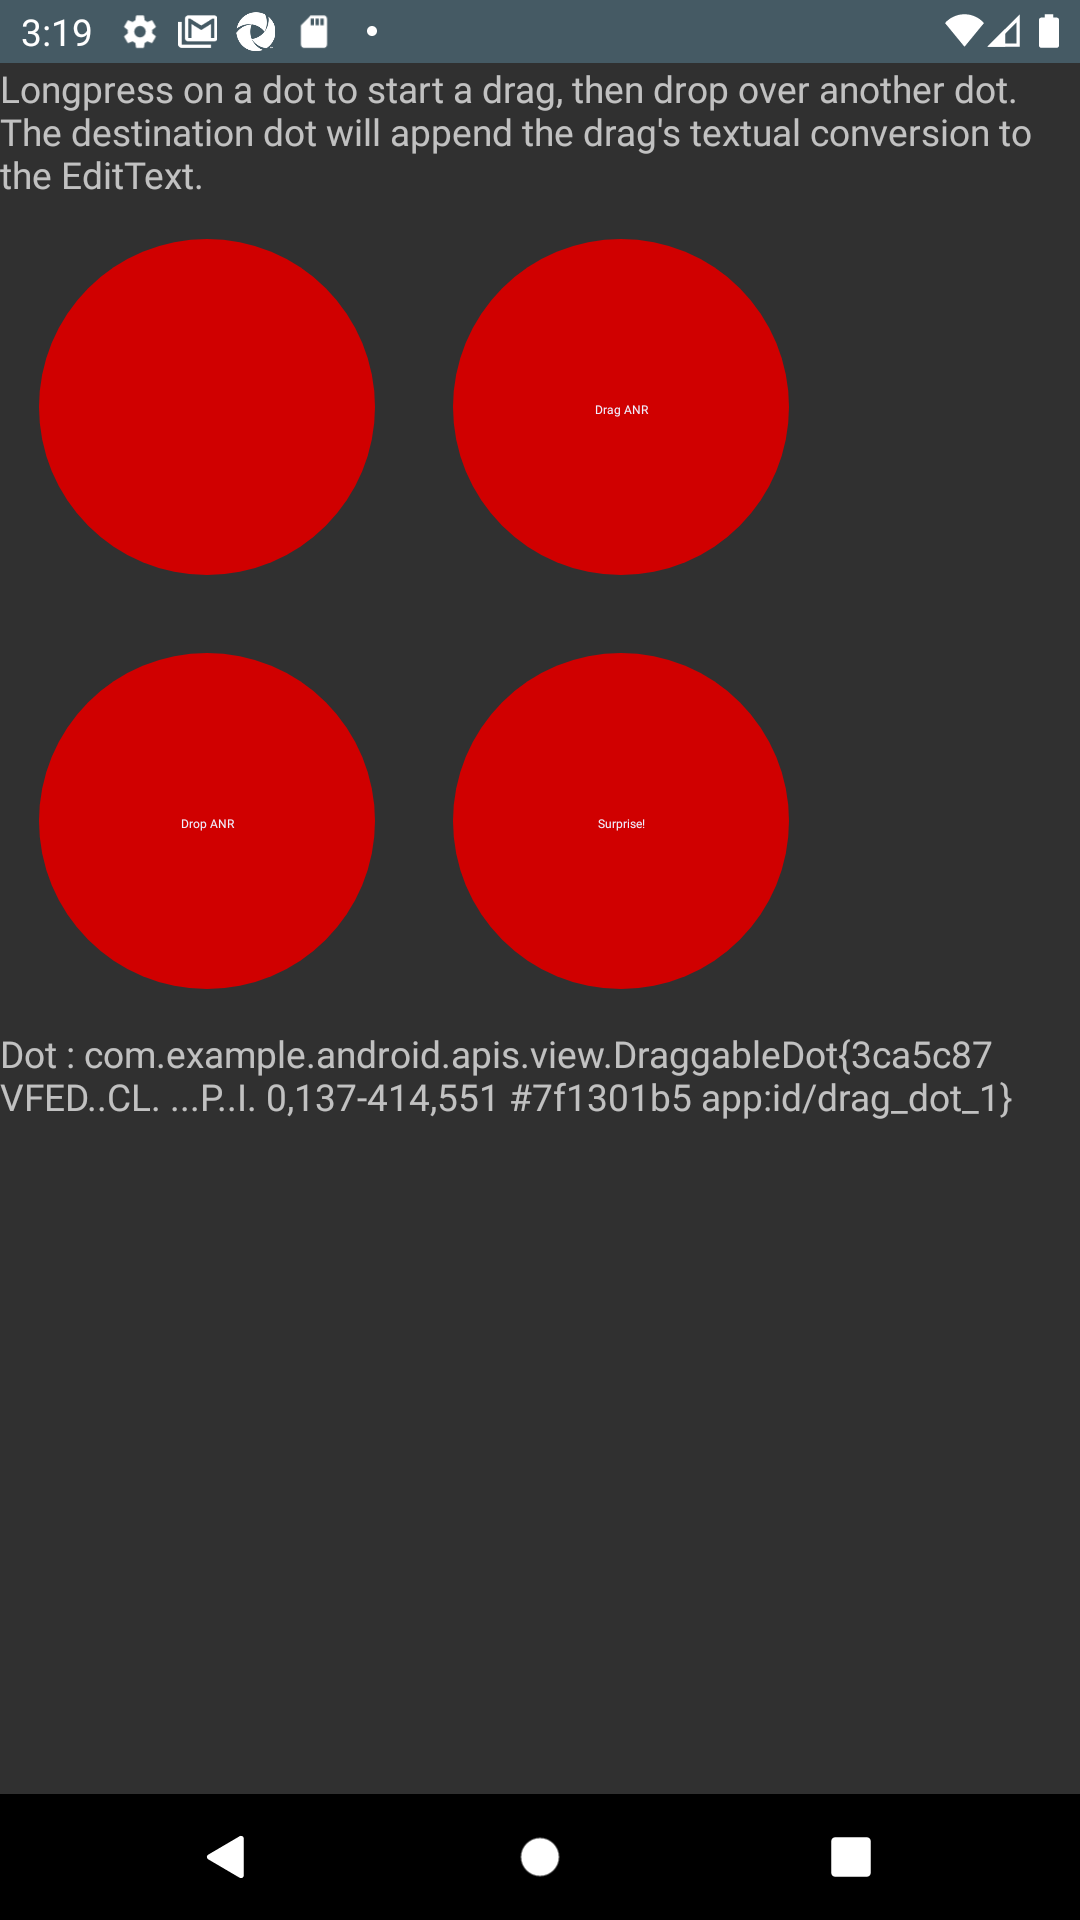 3:19
Longpress on a dot to start a drag, then drop over another dot.
The destination dot will append the drag's textual conversion to
the EditText.
Drag ANR
Drop ANR
Surprise!
Dot : com.example.android.apis.view.DraggableDot{3ca5c87
VFED..CL. ...P..I. 0,137-414,551 #7f1301b5 app:id/drag_dot_1}